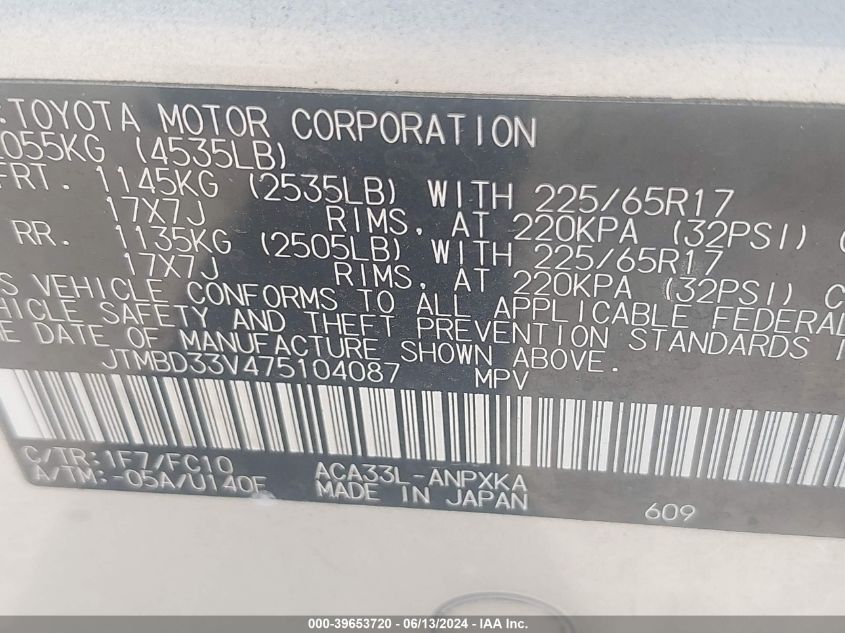 :TOYOTA MOTOR CORPORATION
2055KG (4535LB)
FRT. 1145KG (2535LB) WITH 225/65R17
17X7J RIMS, AT 220KPA (32PSI) (
RR. 1135KG (2505LB) WITH 225/65R17
17X7J RIMS, AT 220KPA (32PSI) C
S VEHICLE CONFORMS TO ALL APPLICABLE FEDERAL
HICLE SAFETY AND THEFT PREVENTION STANDARDS I
E DATE OF MANUFACTURE SHOWN ABOVE.
JTMBD33V475104087 MPV
C/TR:1F7/FC10 ACA33L-ANPXKA
A/TM:-05A/U140F MADE IN JAPAN 609
000-39653720 - 06/13/2024 - IAA Inc.